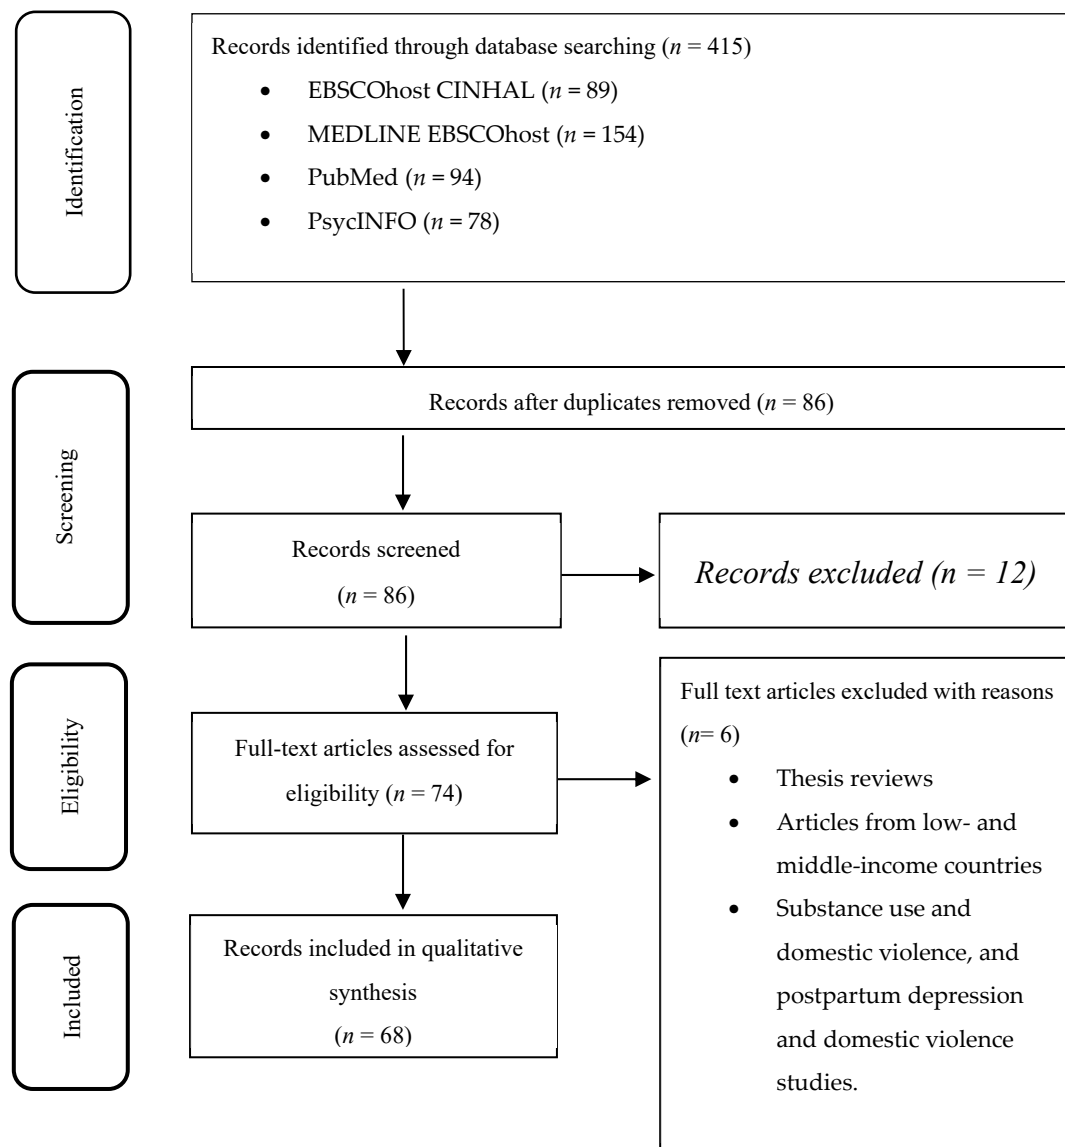 Identification
Records identified through database searching (n = 415)
• EBSCOhost CINHAL (n = 89)
• MEDLINE EBSCOhost (n = 154)
• PubMed (n = 94)
• PsycINFO (n = 78)
Screening
Records after duplicates removed (n = 86)
Records screened
(n = 86)
Records excluded (n = 12)
Eligibility
Full-text articles assessed for
eligibility (n = 74)
Full text articles excluded with reasons
(n= 6)
• Thesis reviews
• Articles from low- and
middle-income countries
• Substance use and
domestic violence, and
postpartum depression
and domestic violence
studies.
Included
Records included in qualitative
synthesis
(n = 68)